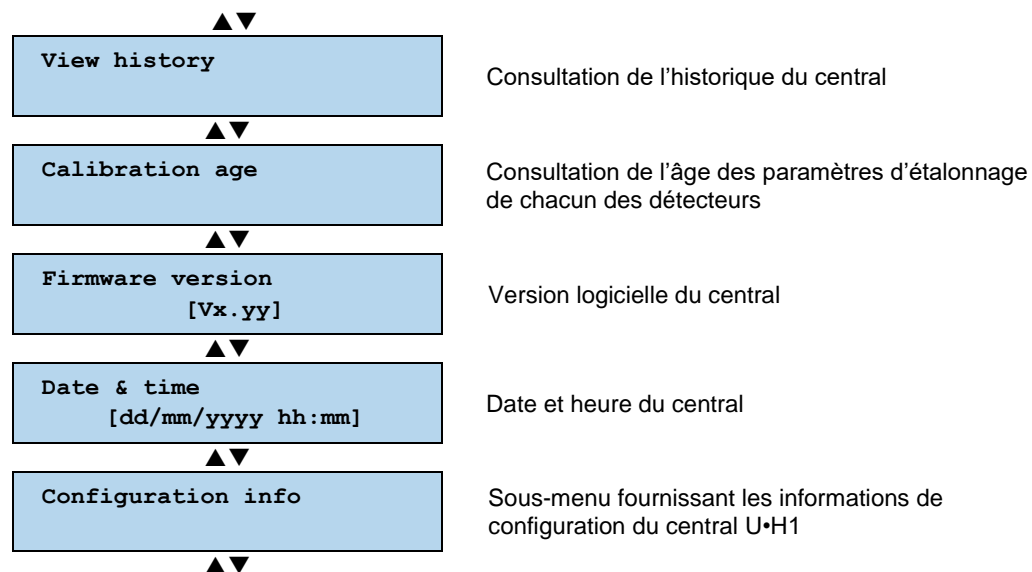 ▲▼
View history
Consultation de l’historique du central
▲▼
Calibration age
Consultation de l’âge des paramètres d’étalonnage
de chacun des détecteurs
▲▼
Firmware version
[Vx.yy]
Version logicielle du central
▲▼
Date & time
[dd/mm/yyyy hh:mm]
Date et heure du central
▲▼
Configuration info
Sous-menu fournissant les informations de
configuration du central U•H1
▲▼